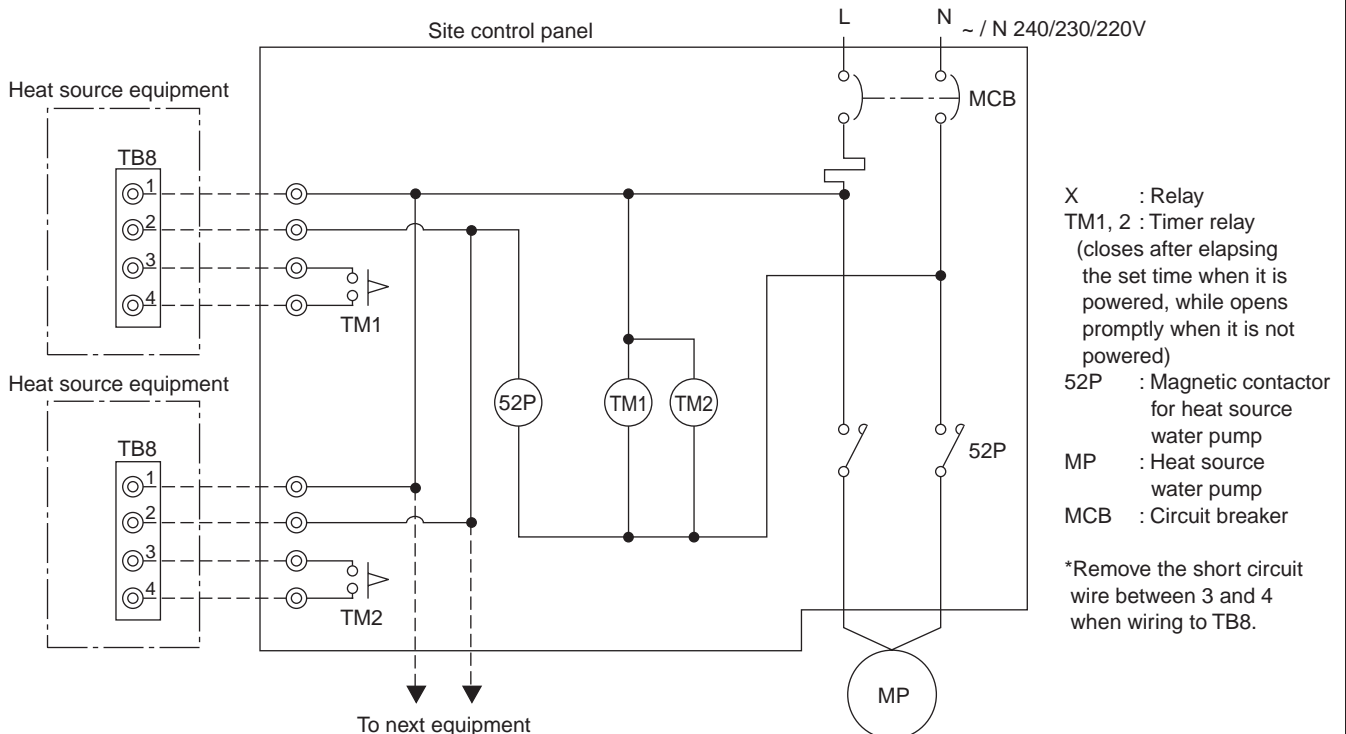 Site control panel
L
N
~ / N 240/230/220V
MCB
Heat source equipment
TB8
1
2
3
4
TM1
Heat source equipment
TB8
1
2
3
4
TM2
52P
TM1
TM2
52P
MP
To next equipment
X : Relay
TM1, 2 : Timer relay
(closes after elapsing
the set time when it is
powered, while opens
promptly when it is not
powered)
52P : Magnetic contactor
for heat source
water pump
MP : Heat source
water pump
MCB : Circuit breaker
*Remove the short circuit
wire between 3 and 4
when wiring to TB8.